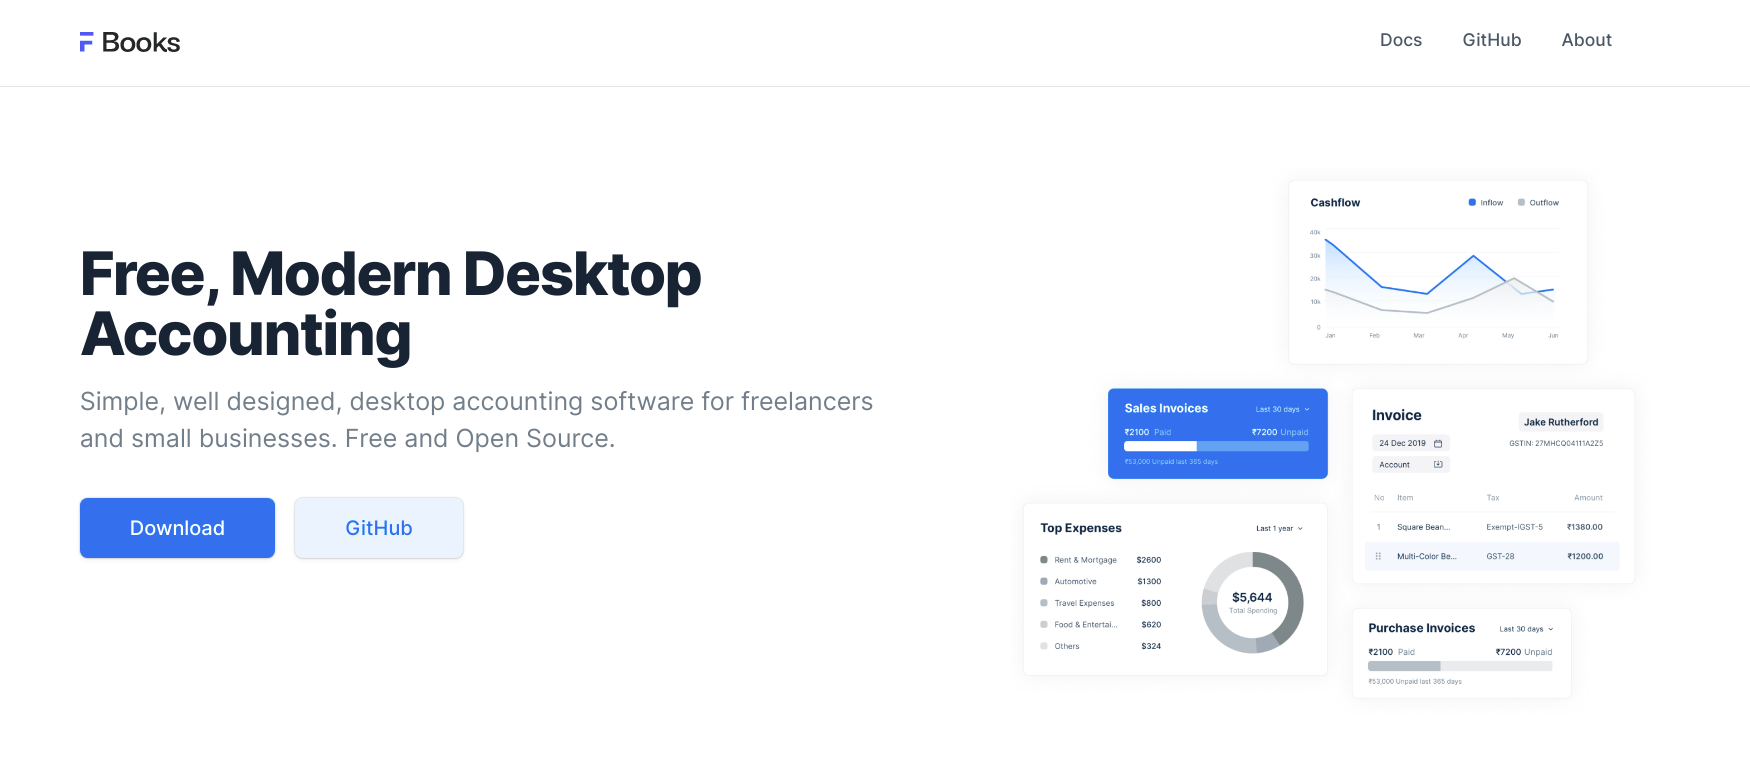 Books
Docs GitHub About
Free, Modern Desktop
Accounting
Simple, well designed, desktop accounting software for freelancers
and small businesses. Free and Open Source.
Download GitHub
Cashflow Inflow Outflow
40k
30k
20k
10k
0
Jan Feb Mar Apr May Jun
Sales Invoices Last 30 days
₹2100 Paid ₹7200 Unpaid
₹53,000 Unpaid last 365 days
Invoice
Jake Rutherford
24 Dec 2019
GSTIN: 27MHCQ04111A2Z5
Account
No Item Tax Amount
1 Square Bean... Exempt-IGST-5 ₹1380.00
Multi-Color Be... GST-28 ₹1200.00
Top Expenses Last 1 year
Rent & Mortgage $2600
Automotive $1300
Travel Expenses $800
Food & Entertai... $620
Others $324
$5,644
Total Spending
Purchase Invoices Last 30 days
₹2100 Paid ₹7200 Unpaid
₹53,000 Unpaid last 365 days